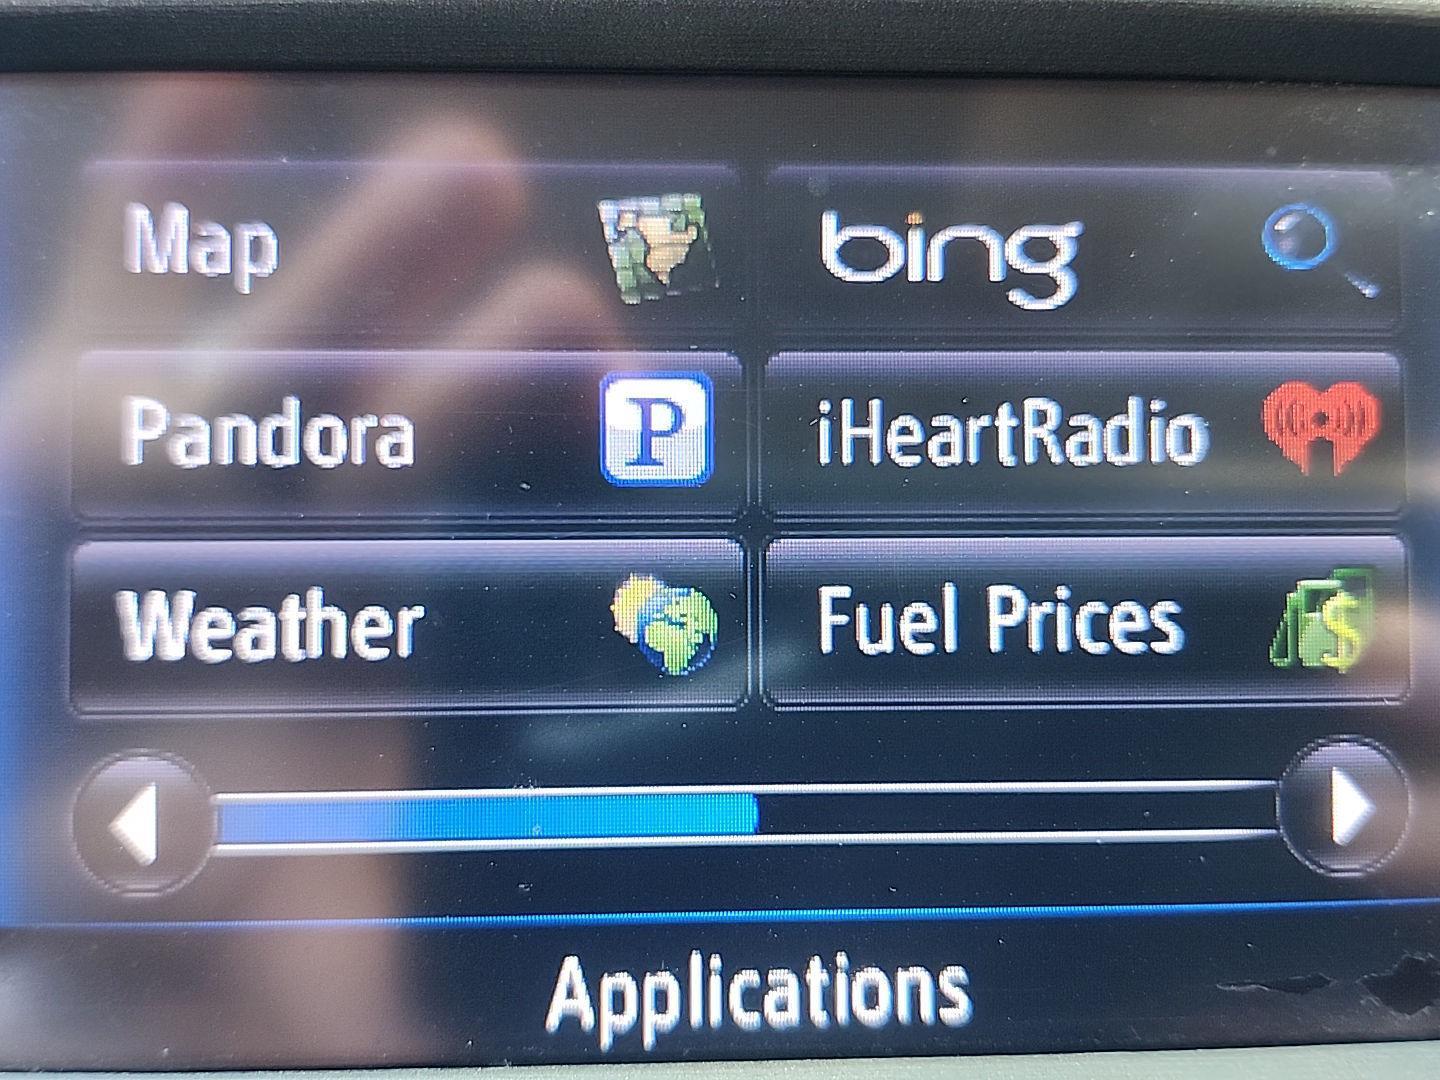 Map
bing
Pandora
P
iHeartRadio
Weather
Fuel Prices
$
Applications